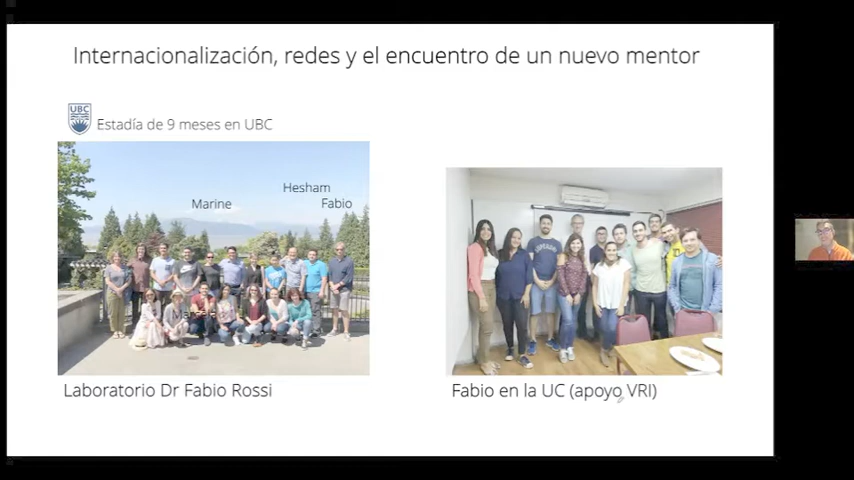 Internacionalización, redes y el encuentro de un nuevo mentor
UBC
Estadía de 9 meses en UBC
Hesham
Marine
Fabio
Laboratorio Dr Fabio Rossi
Fabio en la UC (apoyo VRI)